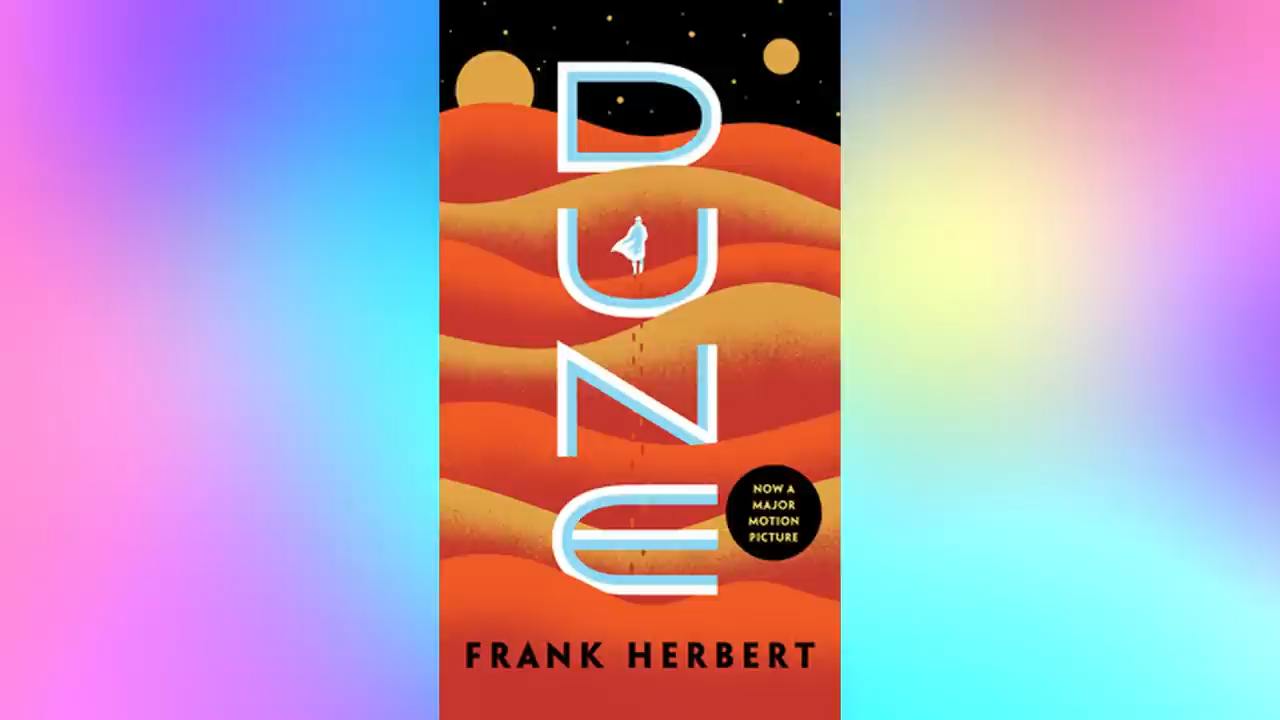 DUNE
NOW A
MAJOR
MOTION
PICTURE
FRANK HERBERT